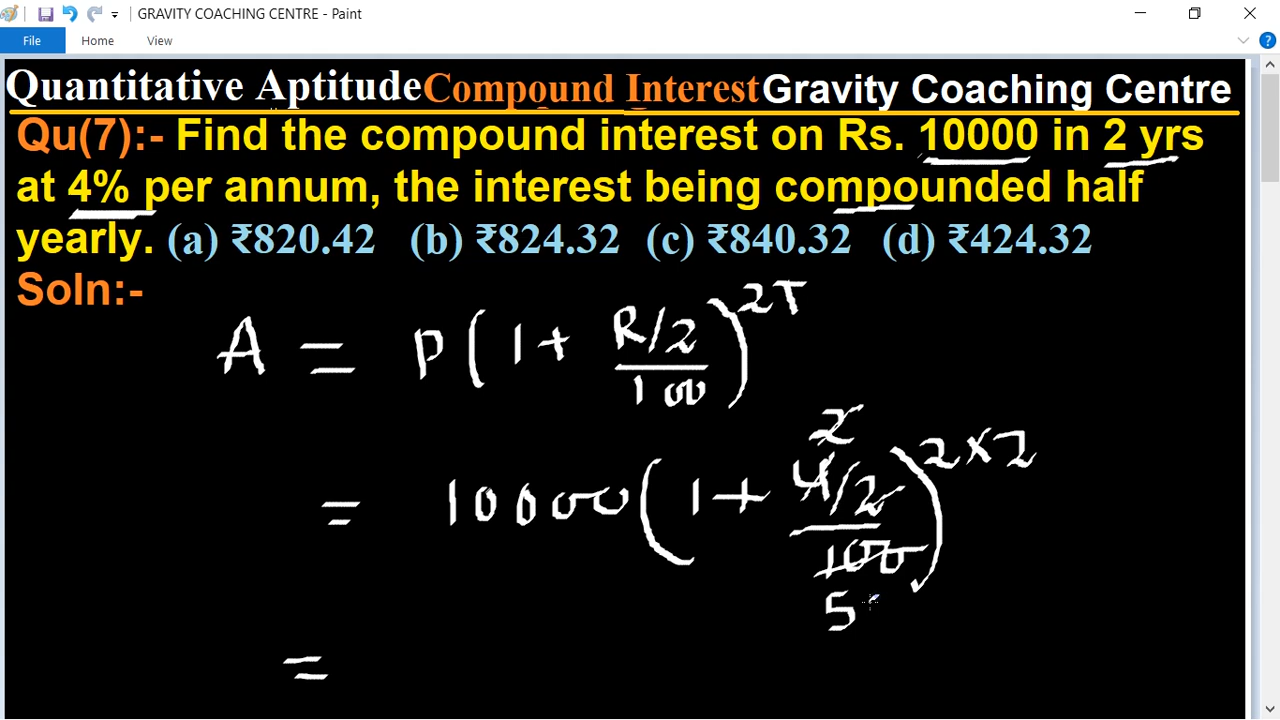 GRAVITY COACHING CENTRE - Paint
File Home View
Quantitative Aptitude Compound Interest Gravity Coaching Centre
Qu(7):- Find the compound interest on Rs. 10000 in 2 yrs
at 4% per annum, the interest being compounded half
yearly. (a) ₹820.42 (b) ₹824.32 (c) ₹840.32 (d) ₹424.32
Soln:-
A = P(1+ R/2
100)^2T
2
= 10000(1+ 4/2
100)^2×2
5
=